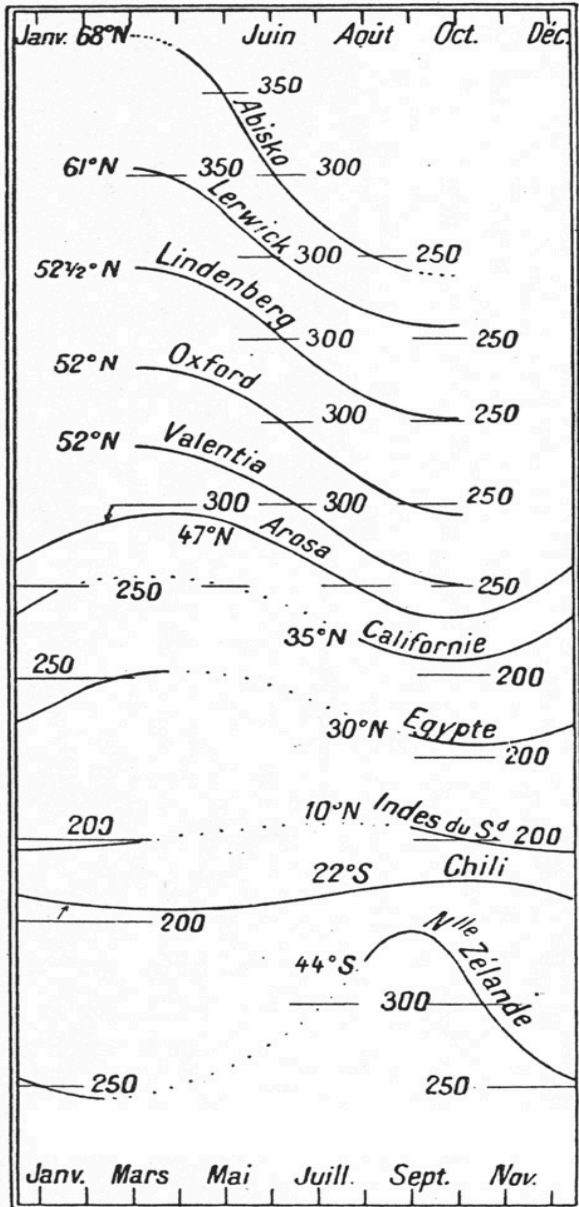 Janv. 68°N Juin Août Oct. Déc.
350
Abisko
61°N 350 300
Lerwick
52½° N 300 250
Lindenberg
300 250
52°N Oxford
300 250
52°N Valentia
300 300 250
47°N Arosa
250 250
35°N Californie
250 200
30°N Egypte
200
10°N Indes du Sd 200
200
22°S Chili
200
44°S Nlle Zélande
300
250 250
Janv. Mars Mai Juill. Sept. Nov.